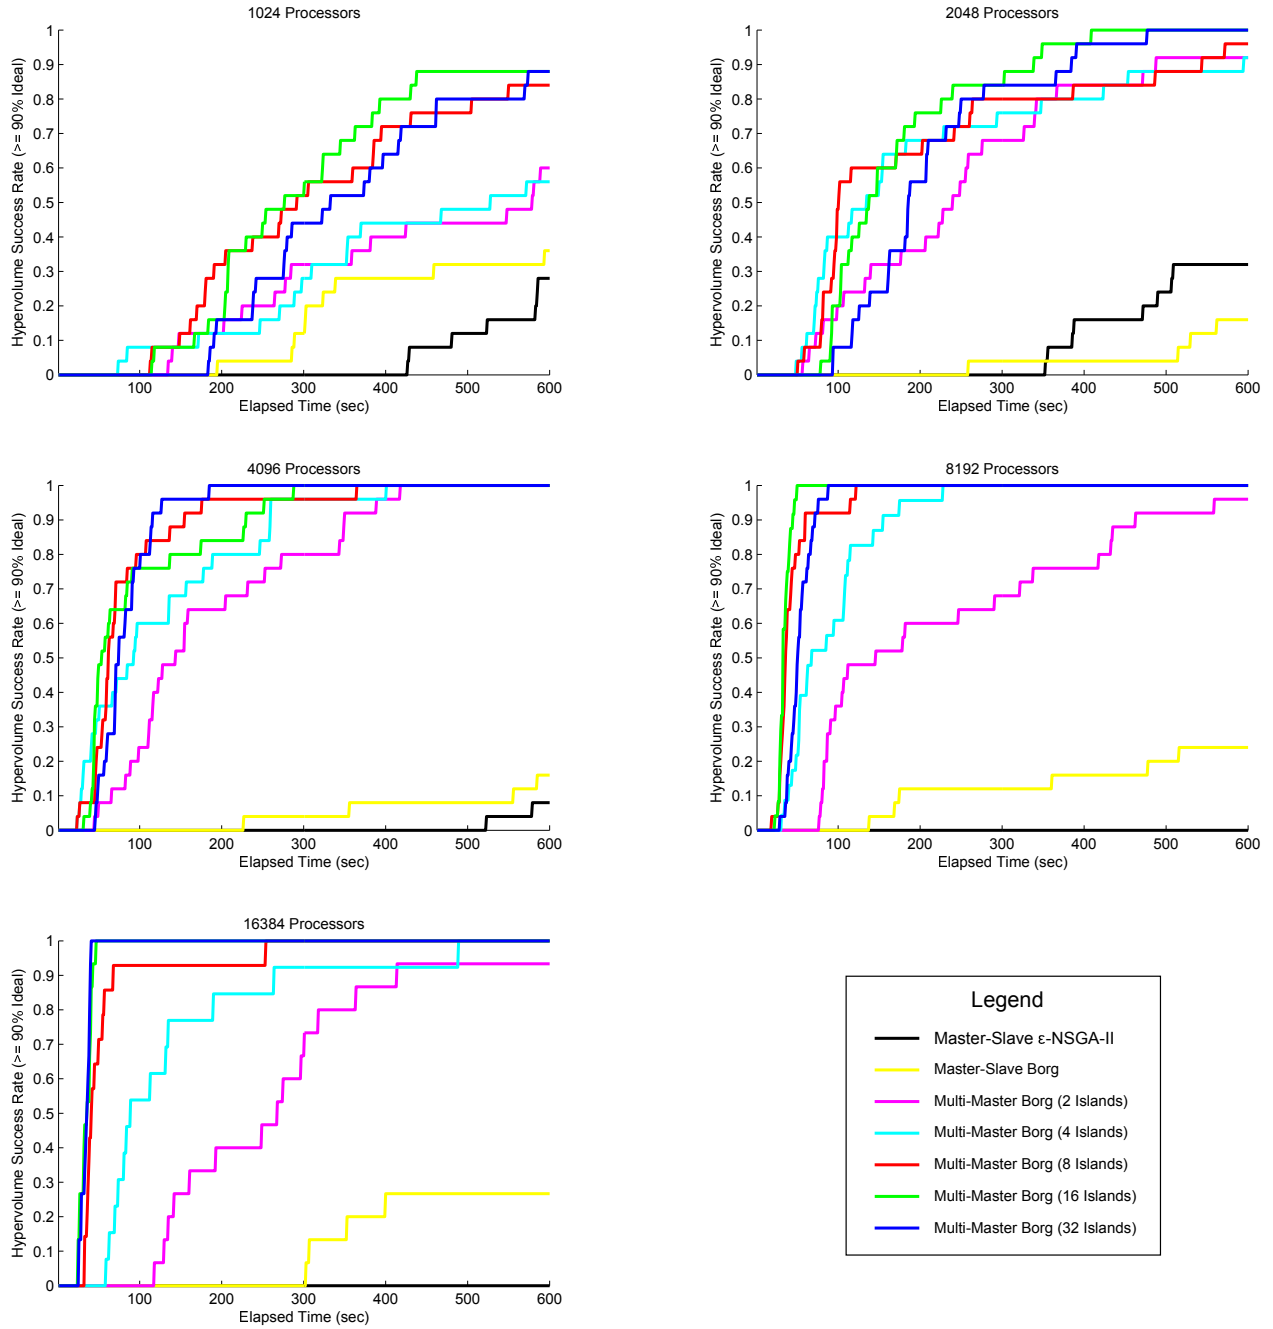 1024 Processors
Hypervolume Success Rate (>= 90% Ideal)
1
0.9
0.8
0.7
0.6
0.5
0.4
0.3
0.2
0.1
0
100 200 300 400 500 600
Elapsed Time (sec)
2048 Processors
Hypervolume Success Rate (>= 90% Ideal)
1
0.9
0.8
0.7
0.6
0.5
0.4
0.3
0.2
0.1
0
100 200 300 400 500 600
Elapsed Time (sec)
4096 Processors
Hypervolume Success Rate (>= 90% Ideal)
1
0.9
0.8
0.7
0.6
0.5
0.4
0.3
0.2
0.1
0
100 200 300 400 500 600
Elapsed Time (sec)
8192 Processors
Hypervolume Success Rate (>= 90% Ideal)
1
0.9
0.8
0.7
0.6
0.5
0.4
0.3
0.2
0.1
0
100 200 300 400 500 600
Elapsed Time (sec)
16384 Processors
Hypervolume Success Rate (>= 90% Ideal)
1
0.9
0.8
0.7
0.6
0.5
0.4
0.3
0.2
0.1
0
100 200 300 400 500 600
Elapsed Time (sec)
Legend
Master-Slave ε-NSGA-II
Master-Slave Borg
Multi-Master Borg (2 Islands)
Multi-Master Borg (4 Islands)
Multi-Master Borg (8 Islands)
Multi-Master Borg (16 Islands)
Multi-Master Borg (32 Islands)